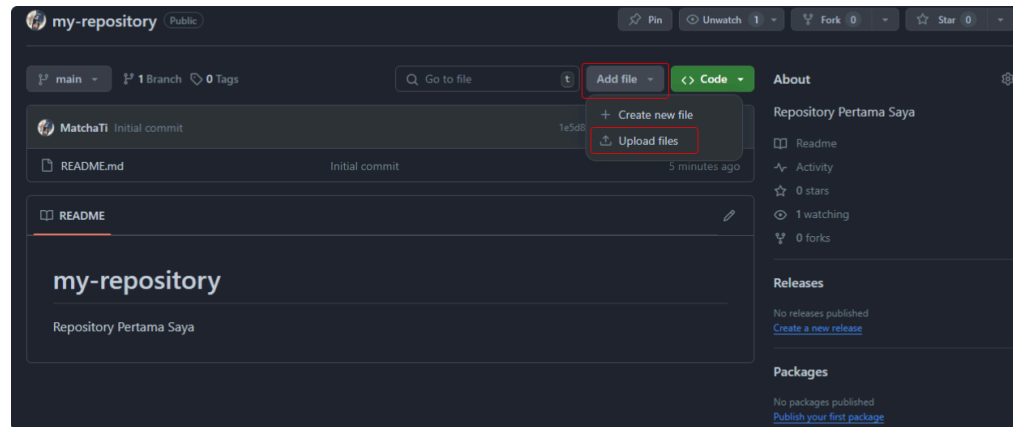 my-repository Public Pin Unwatch 1 Fork 0 Star 0
main 1 Branch 0 Tags Go to file t Add file Code
Create new file
Upload files
MatchaTi Initial commit 1e5d8
README.md Initial commit 5 minutes ago
README
my-repository
Repository Pertama Saya
About
Repository Pertama Saya
Readme
Activity
0 stars
1 watching
0 forks
Releases
No releases published
Create a new release
Packages
No packages published
Publish your first package